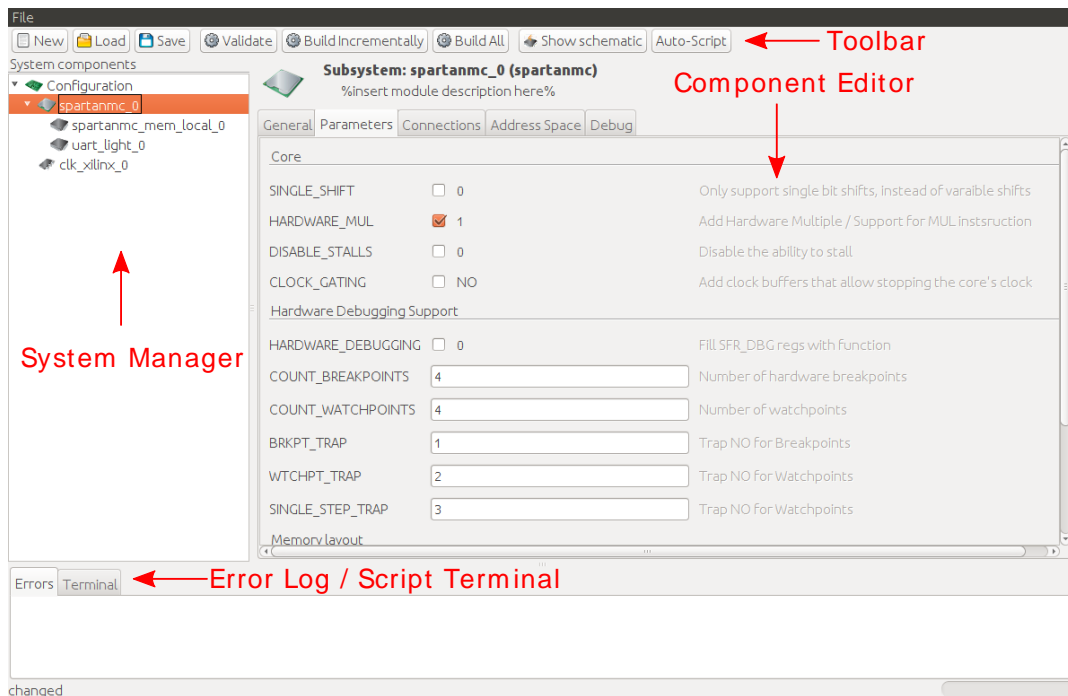 File
New Load Save Validate Build Incrementally Build All Show schematic Auto-Script Toolbar
System components
Configuration
spartanmc_0
spartanmc_mem_local_0
uart_light_0
clk_xilinx_0
System Manager
Subsystem: spartanmc_0 (spartanmc)
%insert module description here%
Component Editor
General Parameters Connections Address Space Debug
Core
SINGLE_SHIFT 0 Only support single bit shifts, instead of varaible shifts
HARDWARE_MUL 1 Add Hardware Multiple / Support for MUL instsruction
DISABLE_STALLS 0 Disable the ability to stall
CLOCK_GATING NO Add clock buffers that allow stopping the core's clock
Hardware Debugging Support
HARDWARE_DEBUGGING 0 Fill SFR_DBG regs with function
COUNT_BREAKPOINTS 4 Number of hardware breakpoints
COUNT_WATCHPOINTS 4 Number of watchpoints
BRKPT_TRAP 1 Trap NO for Breakpoints
WTCHPT_TRAP 2 Trap NO for Watchpoints
SINGLE_STEP_TRAP 3 Trap NO for Watchpoints
Memory layout
Errors Terminal Error Log / Script Terminal
changed